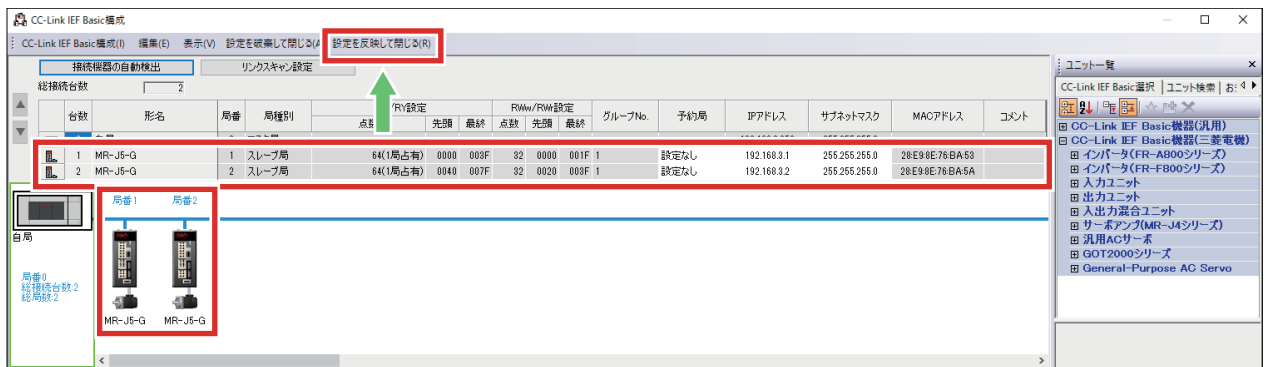 CC-Link IEF Basic構成
CC-Link IEF Basic構成(I) 編集(E) 表示(V) 設定を破棄して閉じる(A 設定を反映して閉じる(R)
接続機器の自動検出 リンクスキャン設定
総接続台数 2
台数 形名 局番 局種別 /RY設定 RWw/RWr設定 グループNo. 予約局 IPアドレス サブネットマスク MACアドレス コメント
点数 先頭 最終 点数 先頭 最終
1 MR-J5-G 1 スレーブ局 64(1局占有) 0000 003F 32 0000 001F 1 設定なし 192.168.3.1 255.255.255.0 28:E9:8E:76:BA:53
2 MR-J5-G 2 スレーブ局 64(1局占有) 0040 007F 32 0020 003F 1 設定なし 192.168.3.2 255.255.255.0 28:E9:8E:76:BA:5A
局番1 局番2
自局
局番0
総接続台数:2
総局数:2
MR-J5-G MR-J5-G
ユニット一覧
CC-Link IEF Basic選択 ユニット検索 お:
CC-Link IEF Basic機器(汎用)
CC-Link IEF Basic機器(三菱電機)
インバータ(FR-A800シリーズ)
インバータ(FR-F800シリーズ)
入力ユニット
出力ユニット
入出力混合ユニット
サーボアンプ(MR-J4シリーズ)
汎用ACサーボ
GOT2000シリーズ
General-Purpose AC Servo